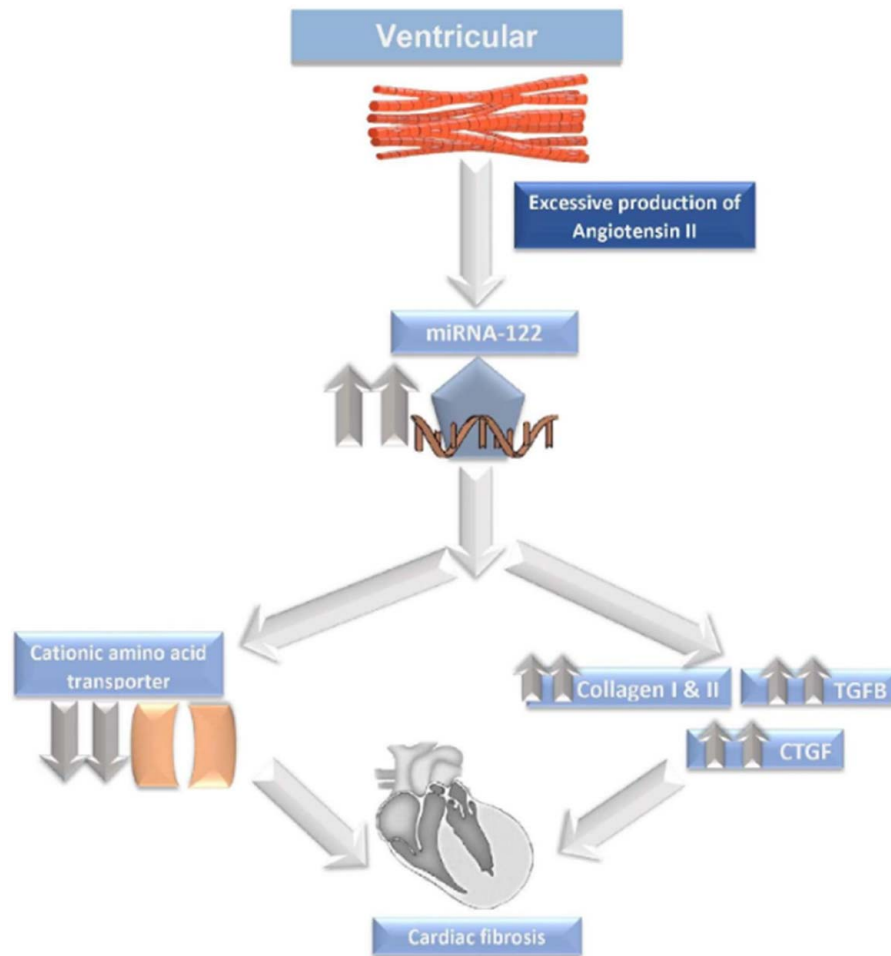 Ventricular
Excessive production of
Angiotensin II
miRNA-122
Cationic amino acid
transporter
Collagen I & II
TGFB
CTGF
Cardiac fibrosis